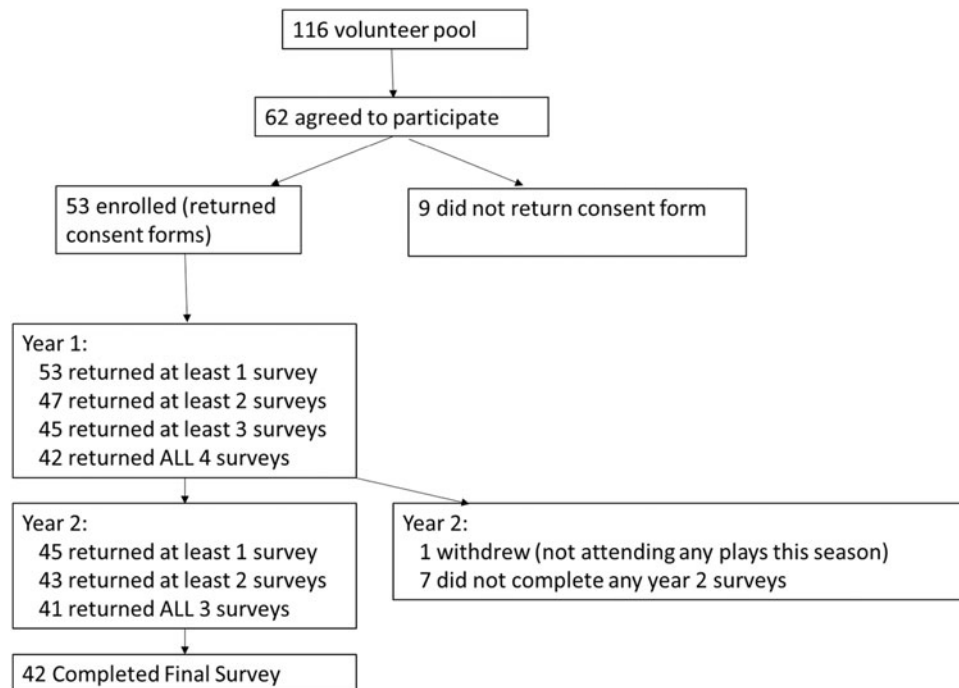 116 volunteer pool
62 agreed to participate
53 enrolled (returned
consent forms)
9 did not return consent form
Year 1:
53 returned at least 1 survey
47 returned at least 2 surveys
45 returned at least 3 surveys
42 returned ALL 4 surveys
Year 2:
45 returned at least 1 survey
43 returned at least 2 surveys
41 returned ALL 3 surveys
Year 2:
1 withdrew (not attending any plays this season)
7 did not complete any year 2 surveys
42 Completed Final Survey